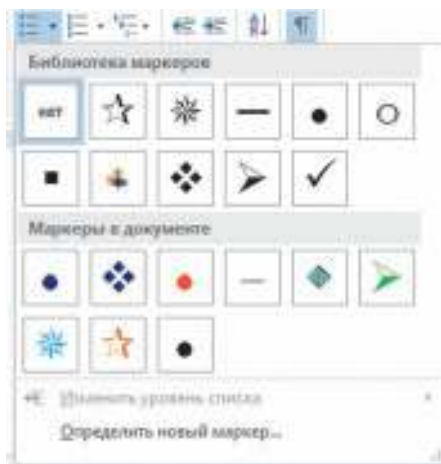 Библиотека маркеров
нет
Маркеры в документе
Изменить уровень списка
Определить новый маркер...